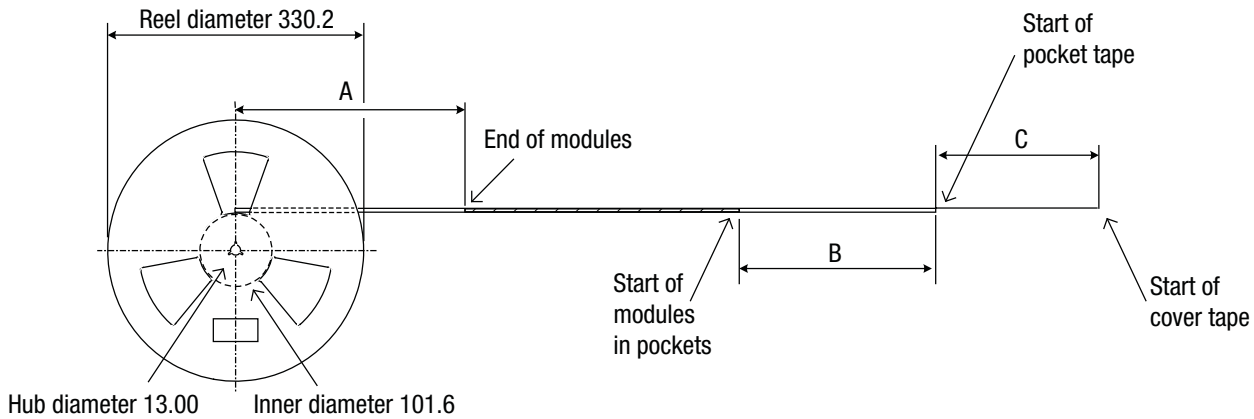 Reel diameter 330.2
Start of
pocket tape
A
End of modules
C
B
Start of
modules
in pockets
Start of
cover tape
Hub diameter 13.00
Inner diameter 101.6